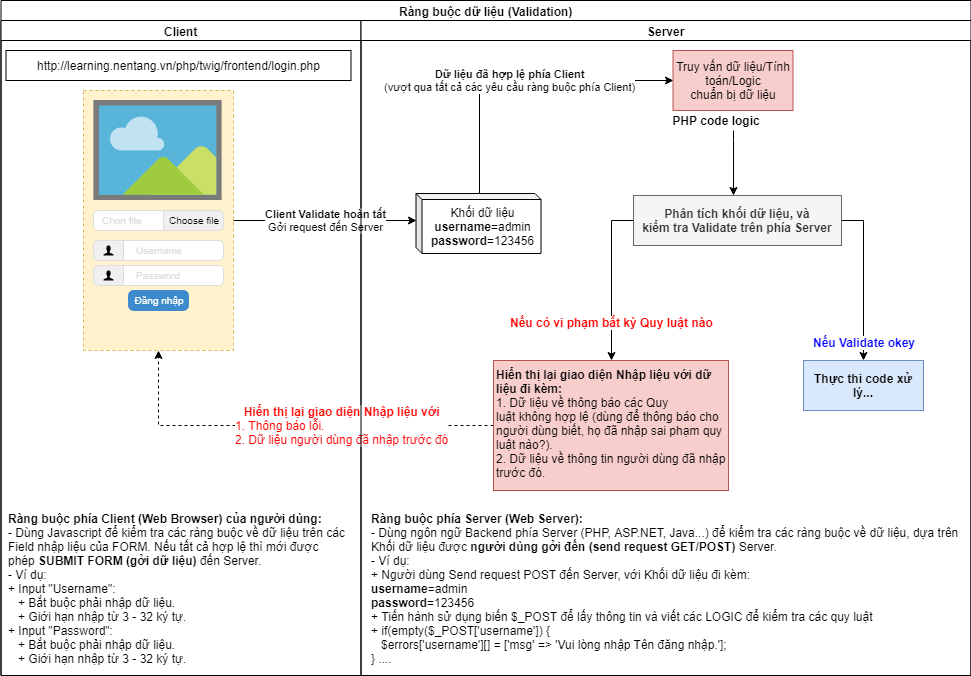 Ràng buộc dữ liệu (Validation)
Client
Server
http://learning.nentang.vn/php/twig/frontend/login.php
Chon file
Choose file
Username
Password
Đăng nhập
Client Validate hoàn tất
Gởi request đến Server
Khối dữ liệu
username=admin
password=123456
Dữ liệu đã hợp lệ phía Client
(vượt qua tất cả các yêu cầu ràng buộc phía Client)
Truy vấn dữ liệu/Tính
toán/Logic
chuẩn bị dữ liệu
PHP code logic
Phân tích khối dữ liệu, và
kiểm tra Validate trên phía Server
Nếu có vi phạm bất kỳ Quy luật nào
Nếu Validate okey
Hiển thị lại giao diện Nhập liệu với dữ
liệu đi kèm:
1. Dữ liệu về thông báo các Quy
luật không hợp lệ (dùng để thông báo cho
người dùng biết, họ đã nhập sai phạm quy
luật nào?).
2. Dữ liệu về thông tin người dùng đã nhập
trước đó.
Thực thi code xử
lý...
Hiển thị lại giao diện Nhập liệu với
1. Thông báo lỗi.
2. Dữ liệu người dùng đã nhập trước đó
Ràng buộc phía Client (Web Browser) của người dùng:
- Dùng Javascript để kiểm tra các ràng buộc về dữ liệu trên các
Field nhập liệu của FORM. Nếu tất cả hợp lệ thì mới được
phép SUBMIT FORM (gởi dữ liệu) đến Server.
- Ví dụ:
+ Input "Username":
+ Bắt buộc phải nhập dữ liệu.
+ Giới hạn nhập từ 3 - 32 ký tự.
+ Input "Password":
+ Bắt buộc phải nhập dữ liệu.
+ Giới hạn nhập từ 3 - 32 ký tự.
Ràng buộc phía Server (Web Server):
- Dùng ngôn ngữ Backend phía Server (PHP, ASP.NET, Java...) để kiểm tra các ràng buộc về dữ liệu, dựa trên
Khối dữ liệu được người dùng gởi đến (send request GET/POST) Server.
- Ví dụ:
+ Người dùng Send request POST đến Server, với Khối dữ liệu đi kèm:
username=admin
password=123456
+ Tiến hành sử dụng biến $_POST để lấy thông tin và viết các LOGIC để kiểm tra các quy luật
+ if(empty($_POST['username']) {
$errors['username'][] = ['msg' => 'Vui lòng nhập Tên đăng nhập.'];
} ....